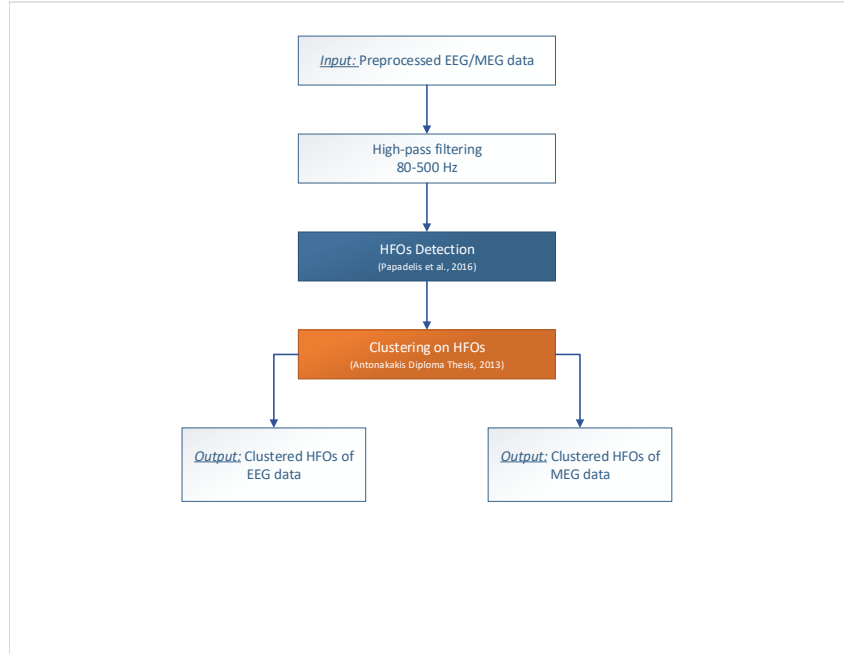 Input: Preprocessed EEG/MEG data
High-pass filtering
80-500 Hz
HFOs Detection
(Papadelis et al., 2016)
Clustering on HFOs
(Antonakakis Diploma Thesis, 2013)
Output: Clustered HFOs of
EEG data
Output: Clustered HFOs of
MEG data